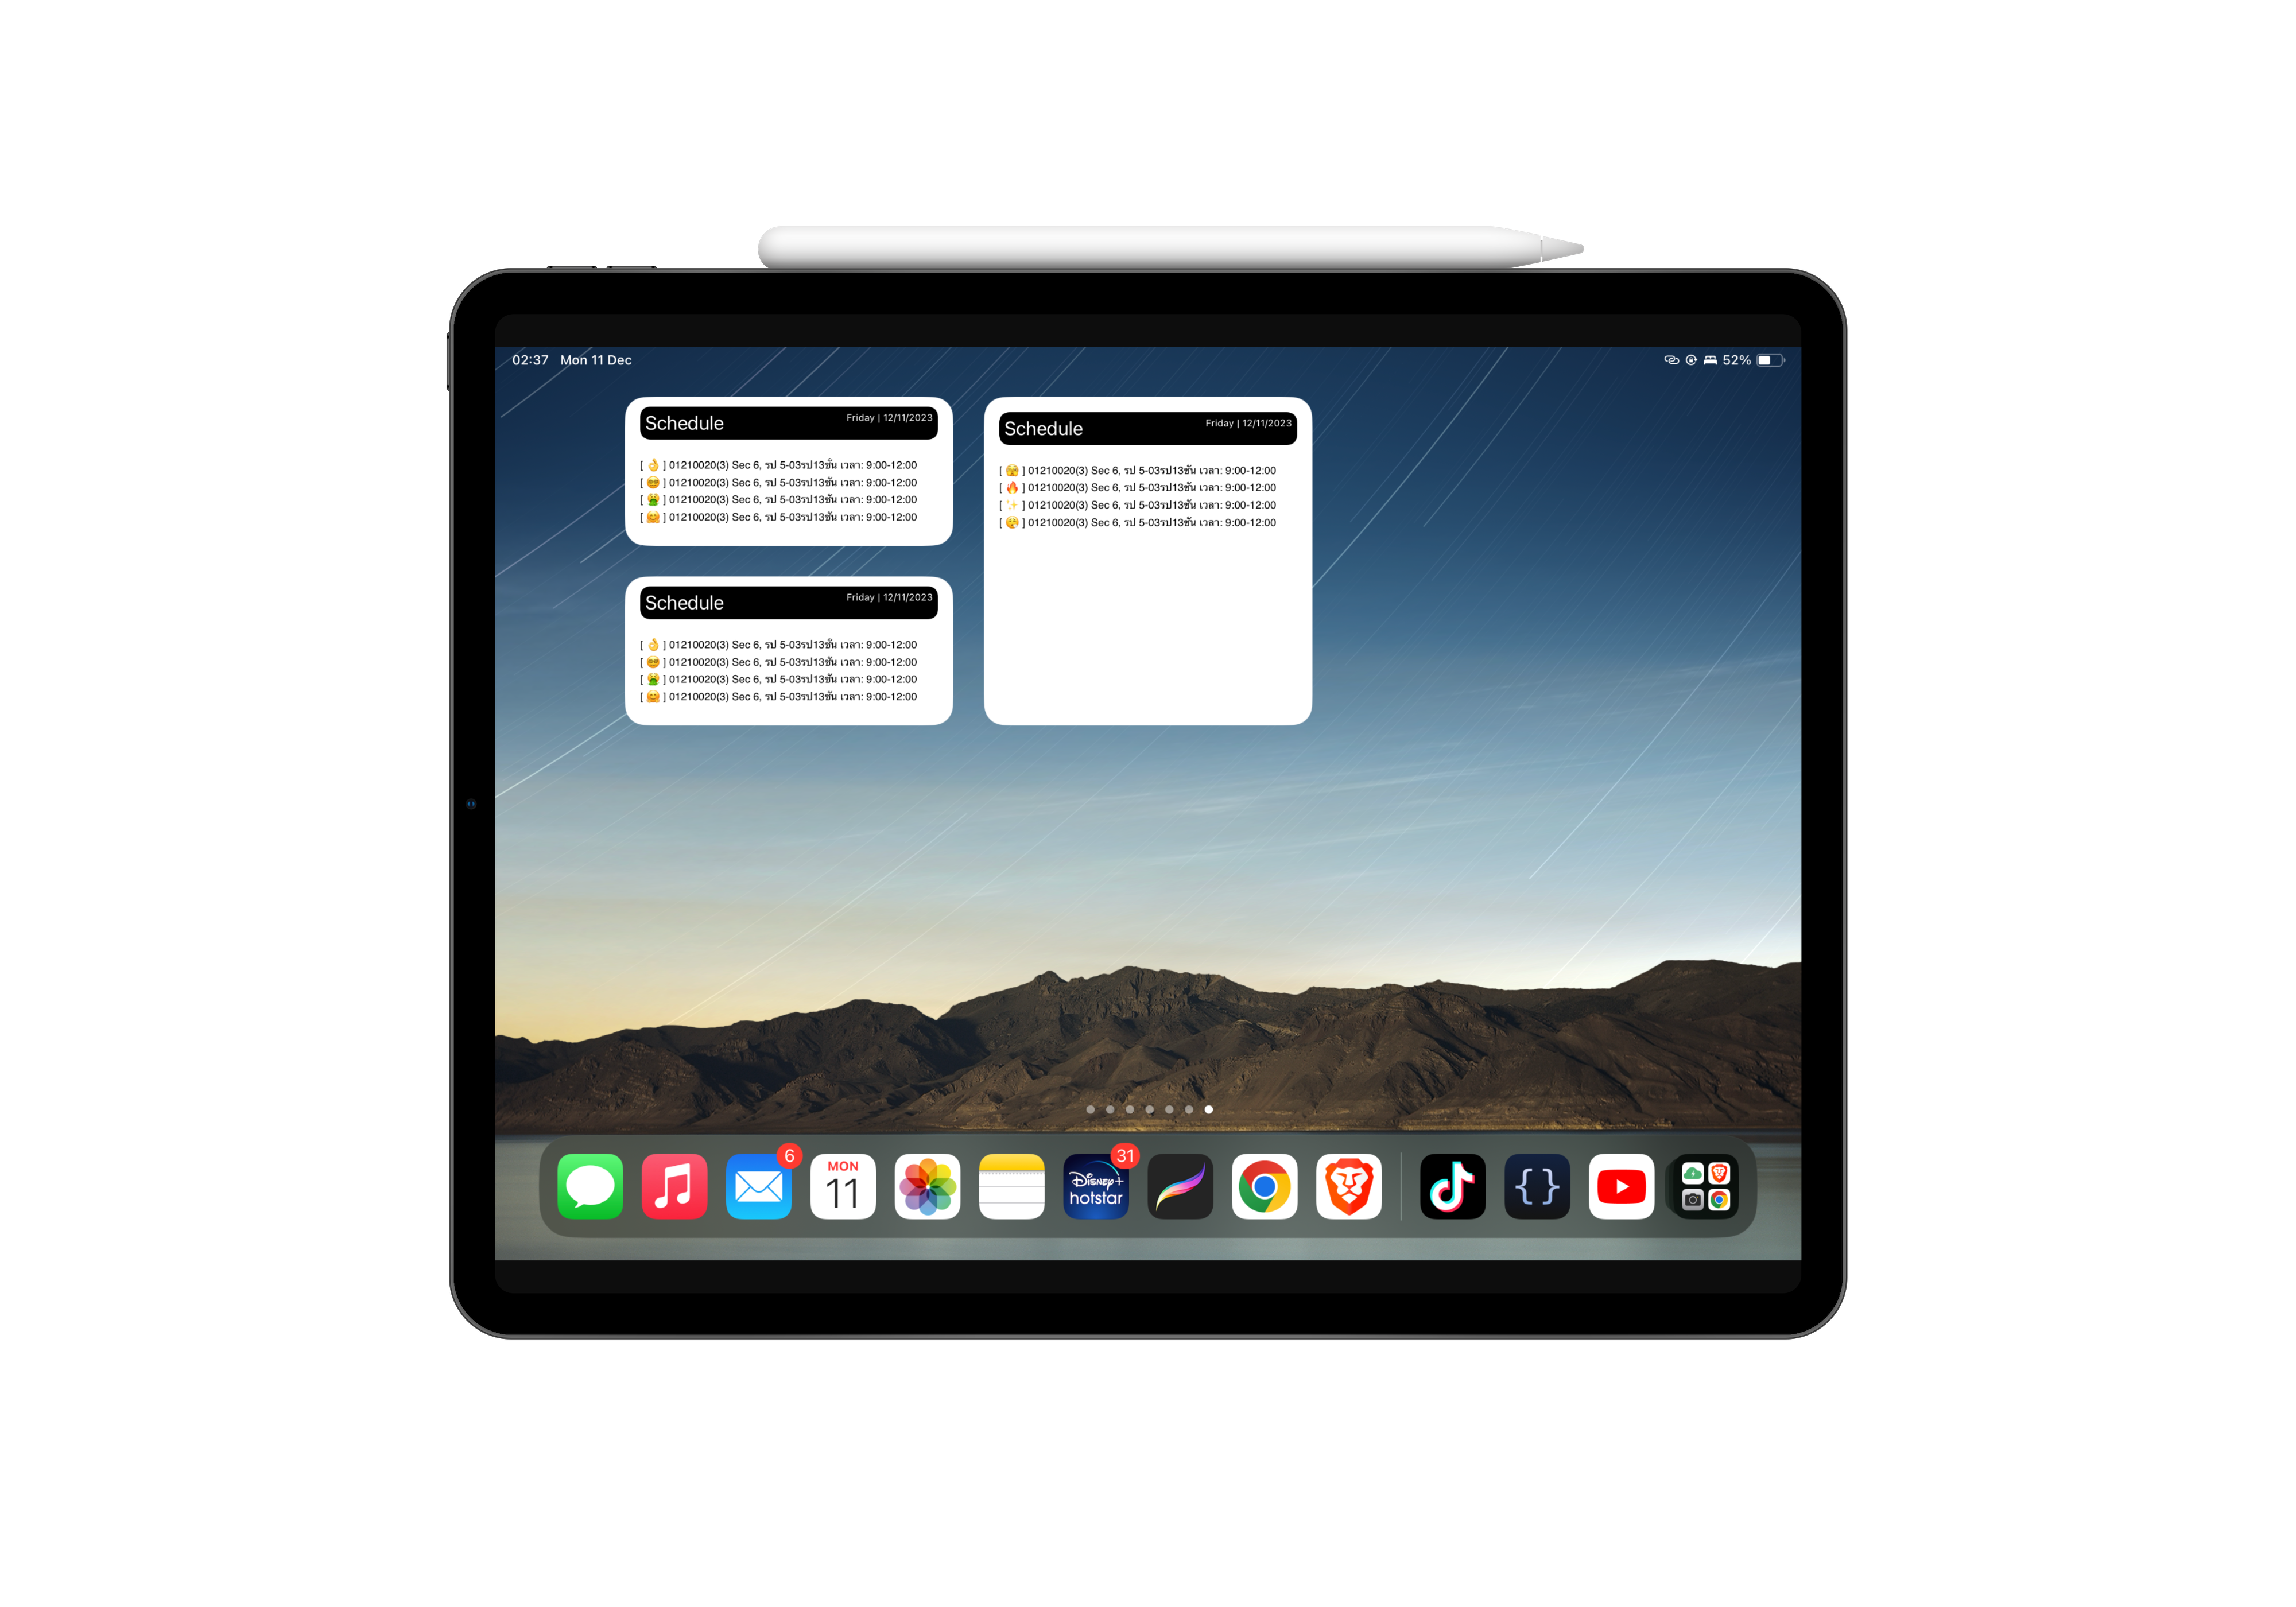 02:37 Mon 11 Dec
52%
Schedule
Friday | 12/11/2023
[ 👌 ] 01210020(3) Sec 6, รป 5-03รป13ชั้น เวลา: 9:00-12:00
[ 😵‍💫 ] 01210020(3) Sec 6, รป 5-03รป13ชัน เวลา: 9:00-12:00
[ 🤮 ] 01210020(3) Sec 6, รป 5-03รป13ชัน เวลา: 9:00-12:00
[ 🤗 ] 01210020(3) Sec 6, รป 5-03รป13ชัน เวลา: 9:00-12:00
Schedule
Friday | 12/11/2023
[ 👌 ] 01210020(3) Sec 6, รป 5-03รป13ชั้น เวลา: 9:00-12:00
[ 😵‍💫 ] 01210020(3) Sec 6, รป 5-03รป13ชัน เวลา: 9:00-12:00
[ 🤮 ] 01210020(3) Sec 6, รป 5-03รป13ชัน เวลา: 9:00-12:00
[ 🤗 ] 01210020(3) Sec 6, รป 5-03รป13ชัน เวลา: 9:00-12:00
Schedule
Friday | 12/11/2023
[ 🫣 ] 01210020(3) Sec 6, รป 5-03รป13ชัน เวลา: 9:00-12:00
[ 🔥 ] 01210020(3) Sec 6, รป 5-03รป13ชัน เวลา: 9:00-12:00
[ ✨ ] 01210020(3) Sec 6, รป 5-03รป13ชัน เวลา: 9:00-12:00
[ 🥱 ] 01210020(3) Sec 6, รป 5-03รป13ชัน เวลา: 9:00-12:00
6
MON
11
31
Disney+
hotstar
{ }